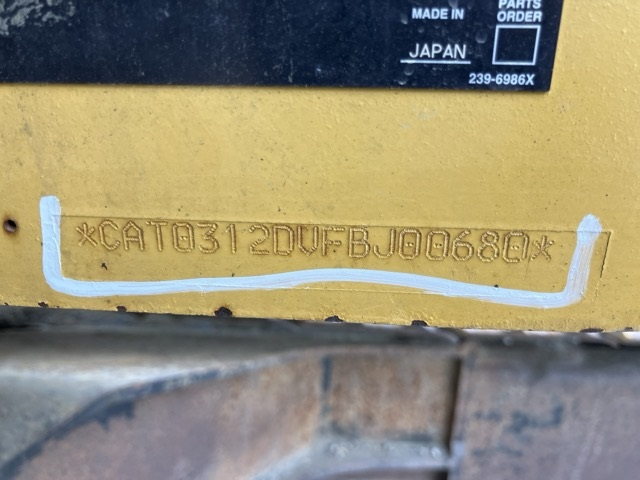 PARTS
MADE IN ORDER
JAPAN
239-6986X
*CAT0312DVFBJ00680*